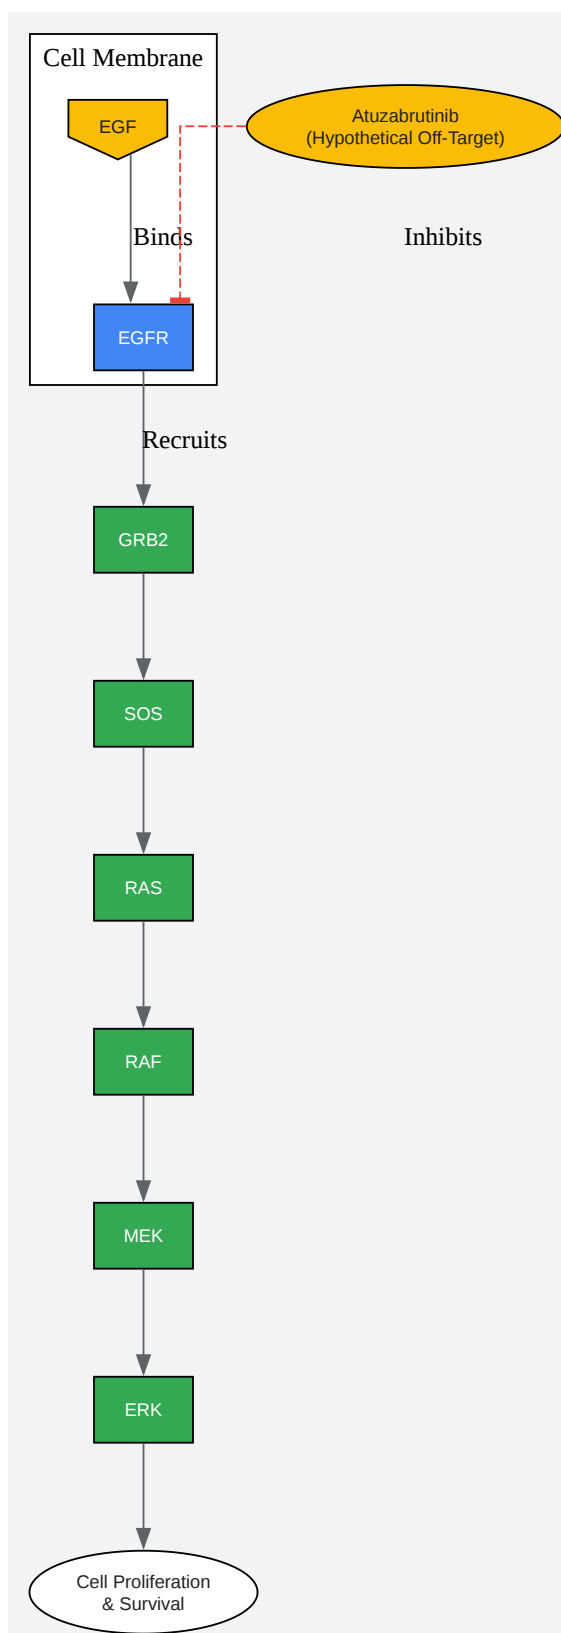 Cell Membrane
EGF
Atuzabrutinib
(Hypothetical Off-Target)
Binds
Inhibits
EGFR
Recruits
GRB2
SOS
RAS
RAF
MEK
ERK
Cell Proliferation
& Survival